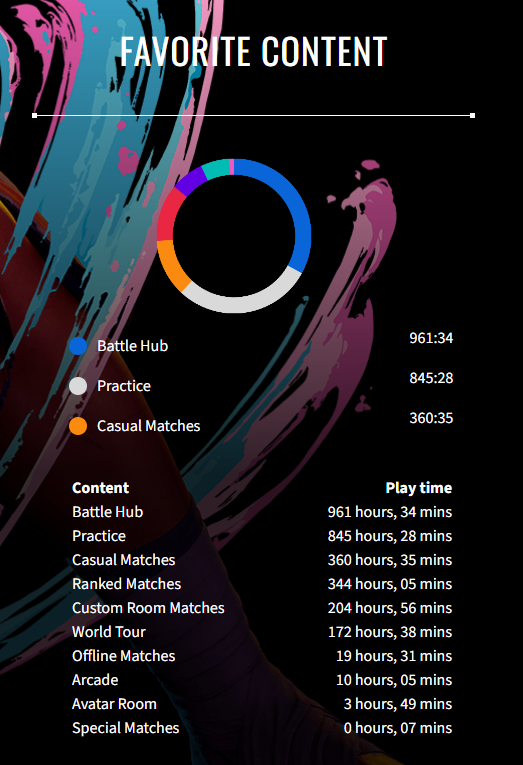 FAVORITE CONTENT
Battle Hub 961:34
Practice 845:28
Casual Matches 360:35
Content Play time
Battle Hub 961 hours, 34 mins
Practice 845 hours, 28 mins
Casual Matches 360 hours, 35 mins
Ranked Matches 344 hours, 05 mins
Custom Room Matches 204 hours, 56 mins
World Tour 172 hours, 38 mins
Offline Matches 19 hours, 31 mins
Arcade 10 hours, 05 mins
Avatar Room 3 hours, 49 mins
Special Matches 0 hours, 07 mins